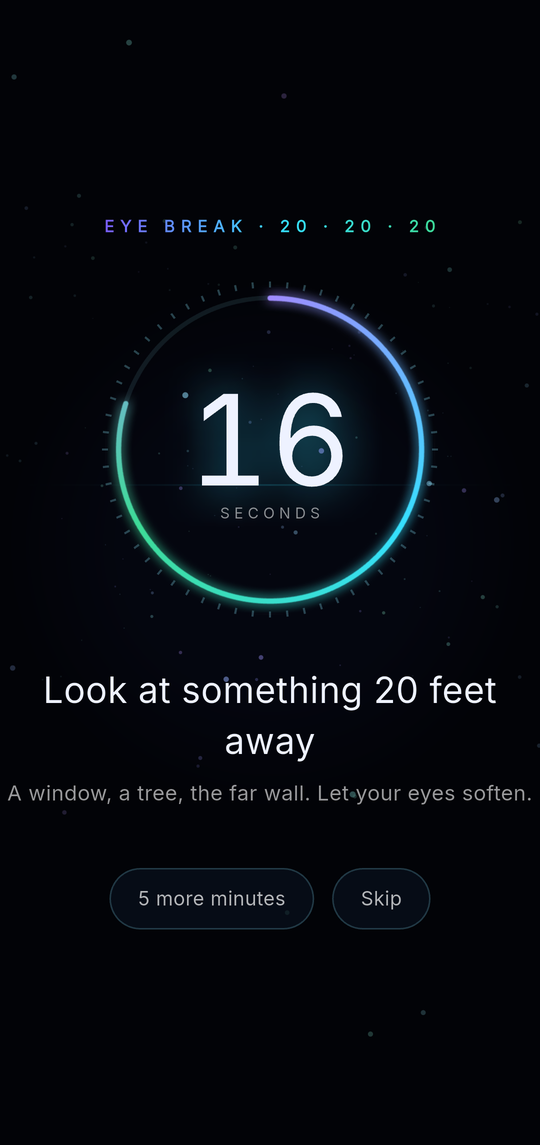 EYE BREAK · 20 · 20 · 20
16
SECONDS
Look at something 20 feet
away
A window, a tree, the far wall. Let your eyes soften.
5 more minutes
Skip